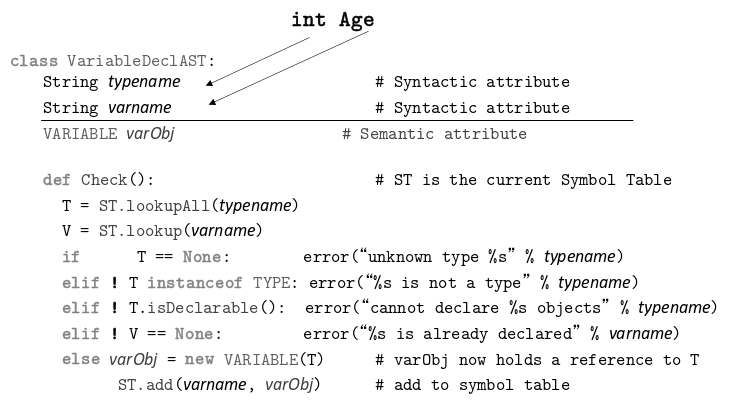 int Age
class VariableDeclAST:
String typename # Syntactic attribute
String varname # Syntactic attribute
VARIABLE varObj # Semantic attribute
def Check(): # ST is the current Symbol Table
T = ST.lookupAll(typename)
V = ST.lookup(varname)
if T == None: error(“unknown type %s” % typename)
elif ! T instanceof TYPE: error(“%s is not a type” % typename)
elif ! T.isDeclarable(): error(“cannot declare %s objects” % typename)
elif ! V == None: error(“%s is already declared” % varname)
else varObj = new VARIABLE(T) # varObj now holds a reference to T
ST.add(varname, varObj) # add to symbol table